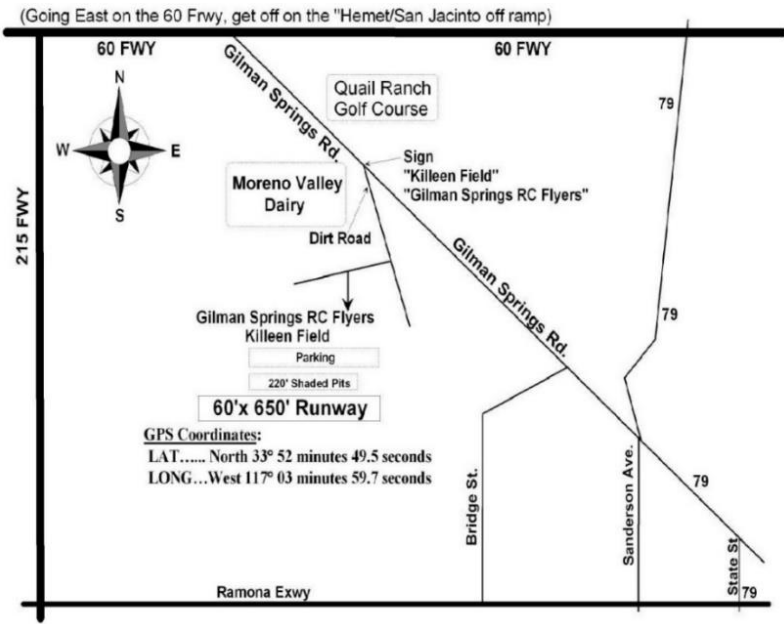 (Going East on the 60 Frwy, get off on the "Hemet/San Jacinto off ramp)
60 FWY
60 FWY
Gilman Springs Rd.
Quail Ranch
Golf Course
79
N
W
E
S
Sign
"Killeen Field"
"Gilman Springs RC Flyers"
Moreno Valley
Dairy
215 FWY
Dirt Road
Gilman Springs Rd.
79
Gilman Springs RC Flyers
Killeen Field
Parking
220' Shaded Pits
60'x 650' Runway
GPS Coordinates:
LAT...... North 33° 52 minutes 49.5 seconds
LONG...West 117° 03 minutes 59.7 seconds
Bridge St.
Sanderson Ave.
79
State St
79
Ramona Exwy